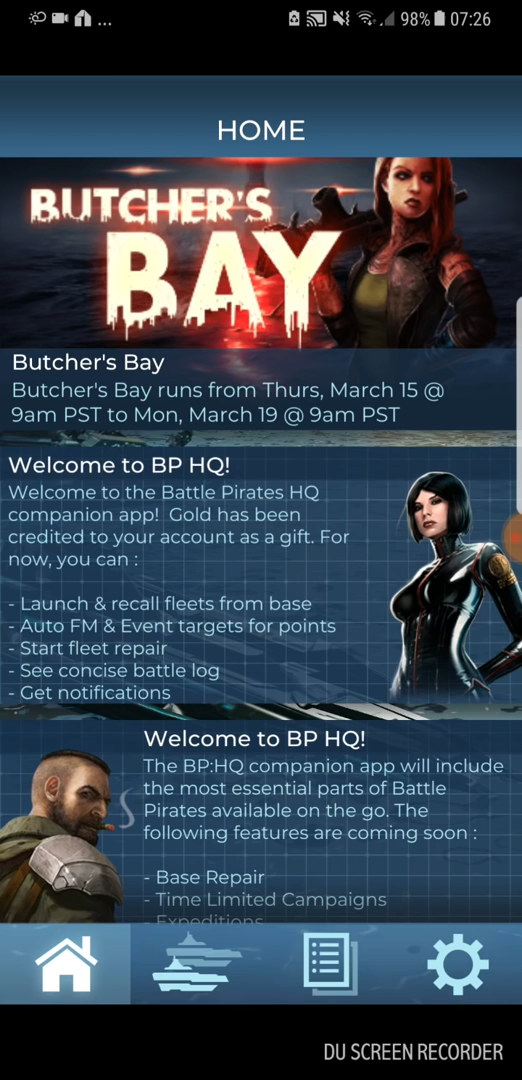 ... 98% 07:26
HOME
BUTCHER'S
BAY
Butcher's Bay
Butcher's Bay runs from Thurs, March 15 @
9am PST to Mon, March 19 @ 9am PST
Welcome to BP HQ!
Welcome to the Battle Pirates HQ
companion app! Gold has been
credited to your account as a gift. For
now, you can :
- Launch & recall fleets from base
- Auto FM & Event targets for points
- Start fleet repair
- See concise battle log
- Get notifications
Welcome to BP HQ!
The BP:HQ companion app will include
the most essential parts of Battle
Pirates available on the go. The
following features are coming soon :
- Base Repair
- Time Limited Campaigns
- Expeditions
DU SCREEN RECORDER